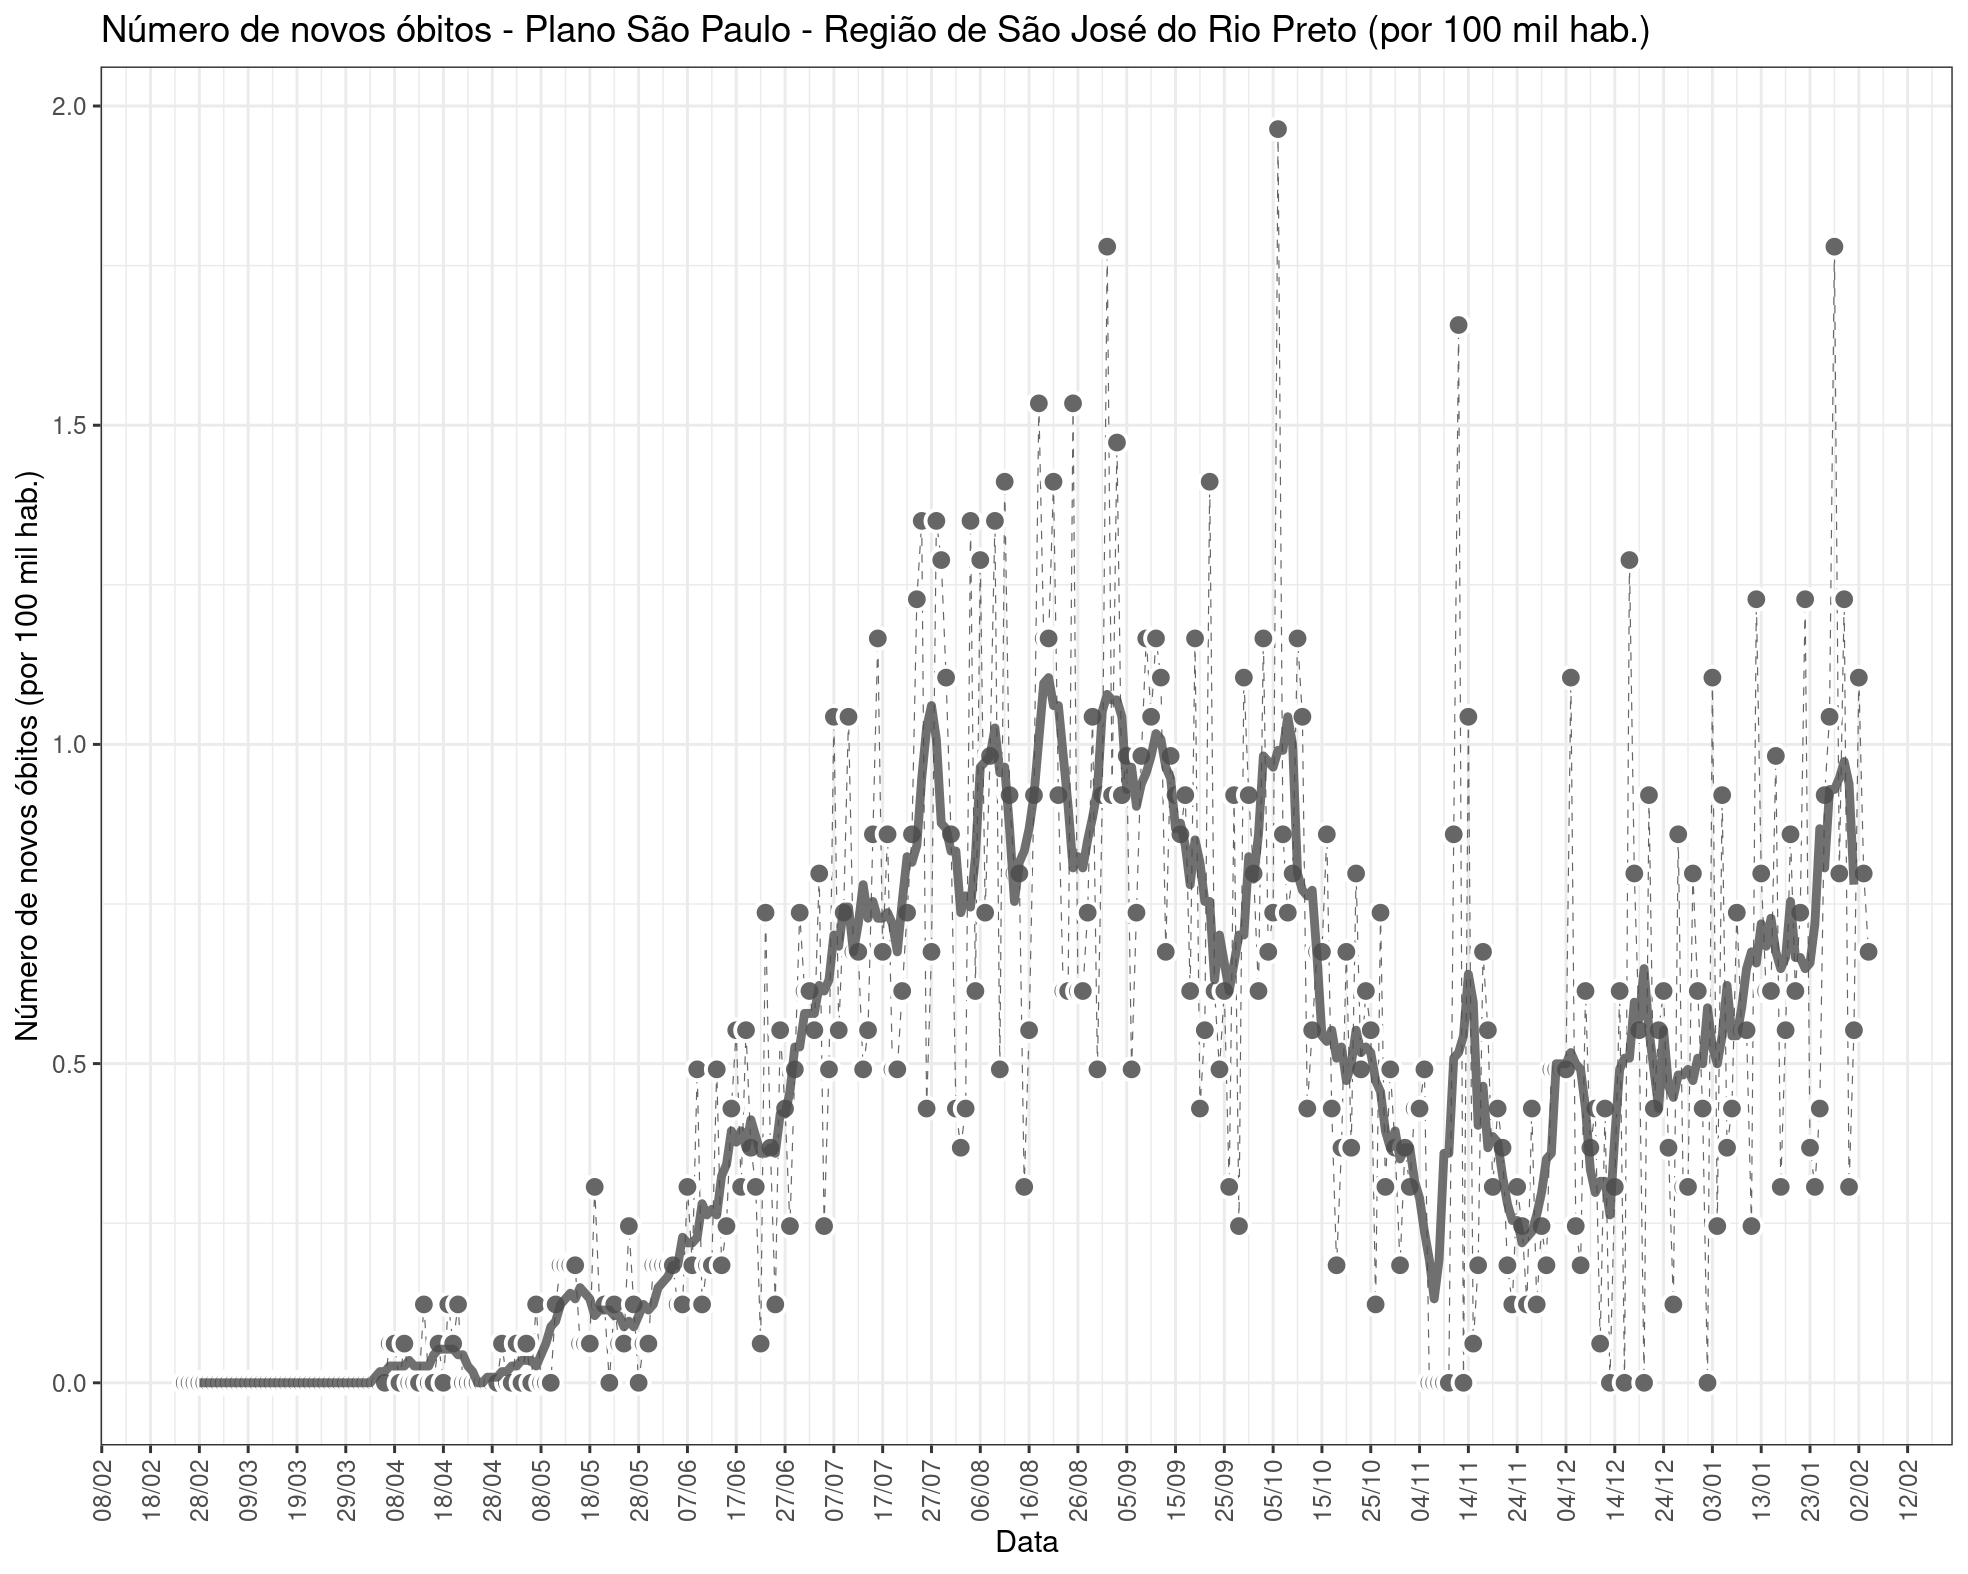 Número de novos óbitos - Plano São Paulo - Região de São José do Rio Preto (por 100 mil hab.)
Número de novos óbitos (por 100 mil hab.)
2.0
1.5
1.0
0.5
0.0
08/02 18/02 28/02 09/03 19/03 29/03 08/04 18/04 28/04 08/05 18/05 28/05 07/06 17/06 27/06 07/07 17/07 27/07 06/08 16/08 26/08 05/09 15/09 25/09 05/10 15/10 25/10 04/11 14/11 24/11 04/12 14/12 24/12 03/01 13/01 23/01 02/02 12/02
Data